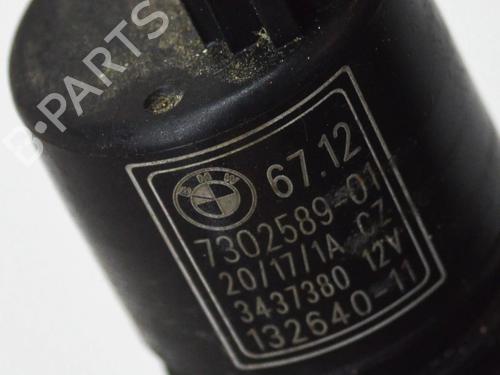 B-PARTS
BMW
67.12
7302589-01
20/17/1A CZ
3437380 12V
132640-11